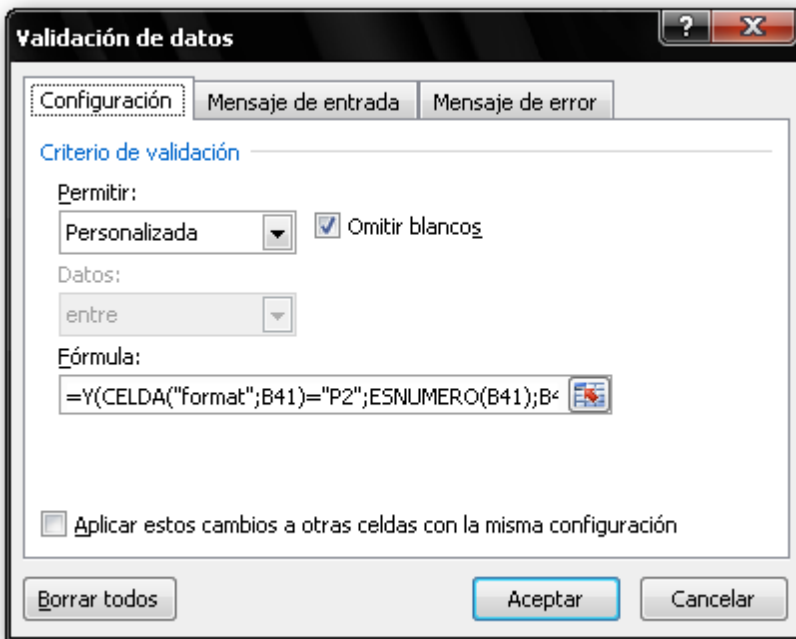 Validación de datos
?
X
Configuración
Mensaje de entrada
Mensaje de error
Criterio de validación
Permitir:
Personalizada
Omitir blancos
Datos:
entre
Fórmula:
=Y(CELDA("format";B41)="P2";ESNUMERO(B41);B4
Aplicar estos cambios a otras celdas con la misma configuración
Borrar todos
Aceptar
Cancelar